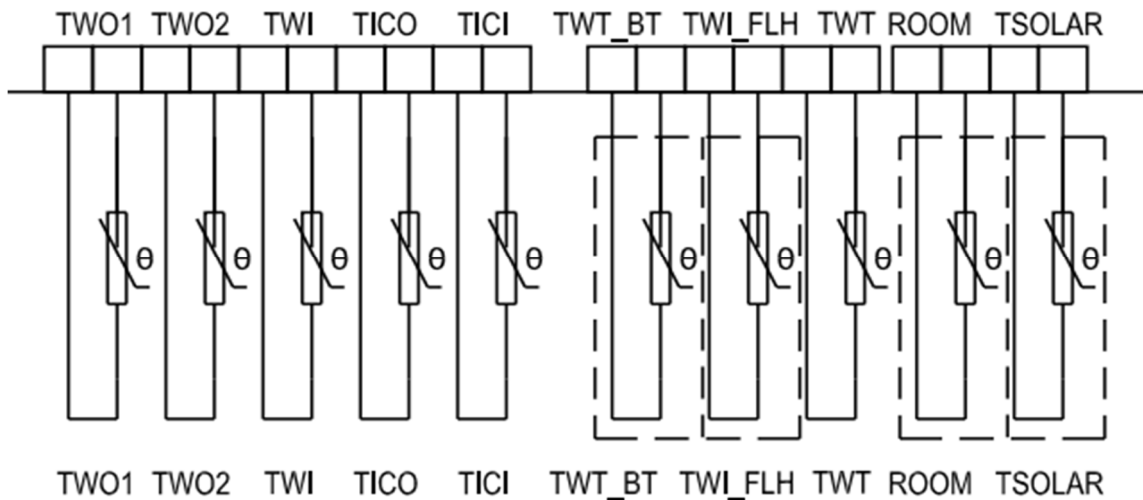 TWO1 TWO2 TWI TICO TICI TWT_BT TWI_FLH TWT ROOM TSOLAR
θ θ θ θ θ θ θ θ θ θ
TWO1 TWO2 TWI TICO TICI TWT_BT TWI_FLH TWT ROOM TSOLAR